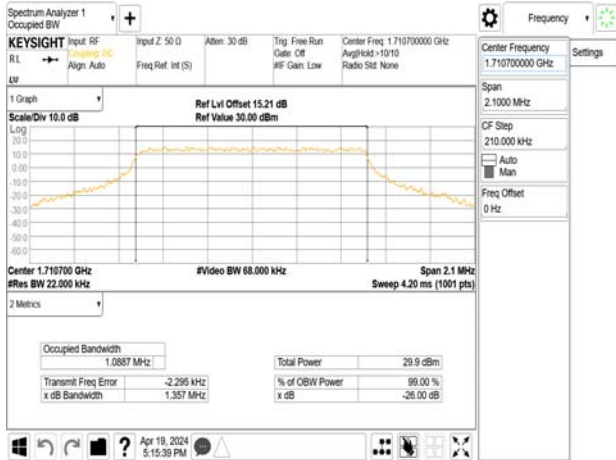 Spectrum Analyzer 1
Occupied BW
Frequency
KEYSIGHT
Input: RF
Coupling: DC
Align: Auto
RL
Input Z: 50 Ω
Freq Ref: Int (S)
Atten: 30 dB
Trig: Free Run
Gate: Off
#IF Gain: Low
Center Freq: 1.710700000 GHz
Avg|Hold:>10/10
Radio Std: None
Center Frequency
1.710700000 GHz
Settings
Span
2.1000 MHz
CF Step
210.000 kHz
Auto
Man
Freq Offset
0 Hz
1 Graph
Scale/Div 10.0 dB
Ref Lvl Offset 15.21 dB
Ref Value 30.00 dBm
Log
20.0
10.0
0.00
-10.0
-20.0
-30.0
-40.0
-50.0
-60.0
Center 1.710700 GHz
#Res BW 22.000 kHz
#Video BW 68.000 kHz
Span 2.1 MHz
Sweep 4.20 ms (1001 pts)
2 Metrics
Occupied Bandwidth
1.0887 MHz
Total Power 29.9 dBm
Transmit Freq Error -2.295 kHz
% of OBW Power 99.00 %
x dB Bandwidth 1.357 MHz
x dB -26.00 dB
?
Apr 19, 2024
5:15:39 PM